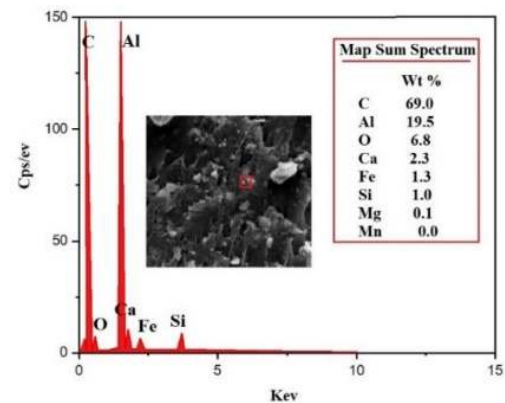 150
100
50
0
Cps/ev
C
Al
O
Ca
Fe
Si
0
5
10
15
Kev
Map Sum Spectrum
Wt %
C 69.0
Al 19.5
O 6.8
Ca 2.3
Fe 1.3
Si 1.0
Mg 0.1
Mn 0.0